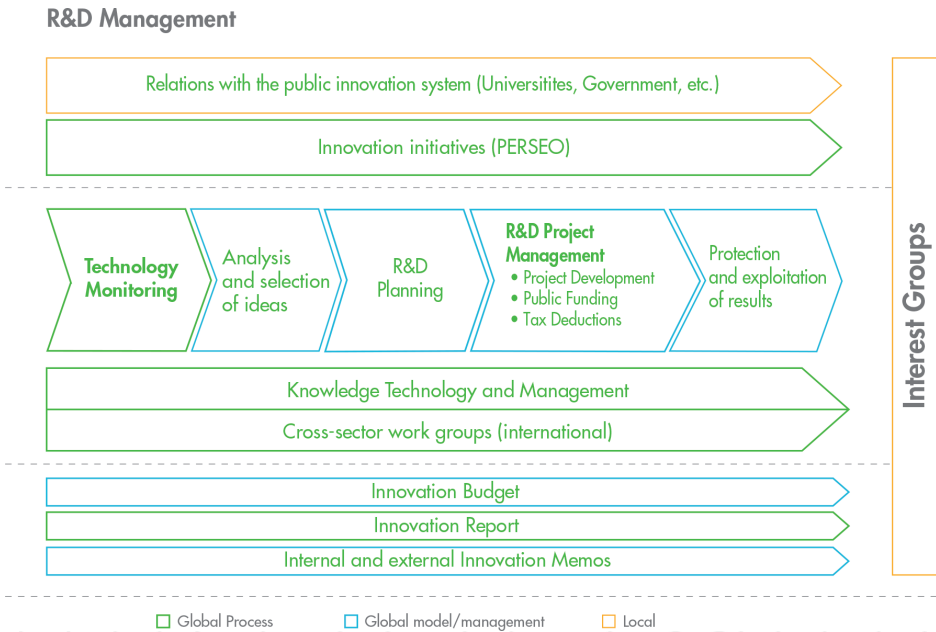 R&D Management
Relations with the public innovation system (Universitites, Government, etc.)
Innovation initiatives (PERSEO)
Technology
Monitoring
Analysis
and selection
of ideas
R&D
Planning
R&D Project
Management
• Project Development
• Public Funding
• Tax Deductions
Protection
and exploitation
of results
Knowledge Technology and Management
Cross-sector work groups (international)
Innovation Budget
Innovation Report
Internal and external Innovation Memos
Interest Groups
Global Process
Global model/management
Local